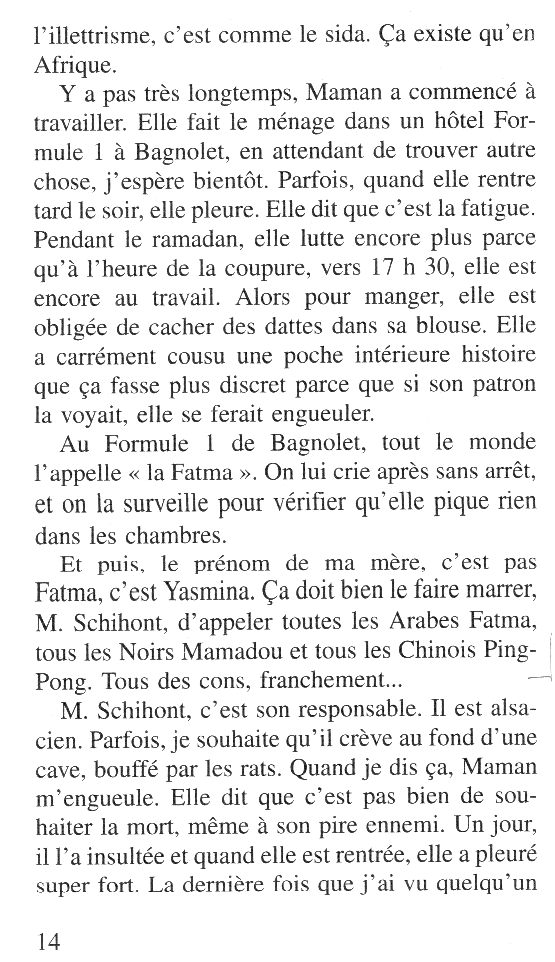 l'illettrisme, c'est comme le sida. Ça existe qu'en
Afrique.
Y a pas très longtemps, Maman a commencé à
travailler. Elle fait le ménage dans un hôtel For-
mule 1 à Bagnolet, en attendant de trouver autre
chose, j'espère bientôt. Parfois, quand elle rentre
tard le soir, elle pleure. Elle dit que c'est la fatigue.
Pendant le ramadan, elle lutte encore plus parce
qu'à l'heure de la coupure, vers 17 h 30, elle est
encore au travail. Alors pour manger, elle est
obligée de cacher des dattes dans sa blouse. Elle
a carrément cousu une poche intérieure histoire
que ça fasse plus discret parce que si son patron
la voyait, elle se ferait engueuler.
Au Formule 1 de Bagnolet, tout le monde
l'appelle « la Fatma ». On lui crie après sans arrêt,
et on la surveille pour vérifier qu'elle pique rien
dans les chambres.
Et puis, le prénom de ma mère, c'est pas
Fatma, c'est Yasmina. Ça doit bien le faire marrer,
M. Schihont, d'appeler toutes les Arabes Fatma,
tous les Noirs Mamadou et tous les Chinois Ping-
Pong. Tous des cons, franchement...
M. Schihont, c'est son responsable. Il est alsa-
cien. Parfois, je souhaite qu'il crève au fond d'une
cave, bouffé par les rats. Quand je dis ça, Maman
m'engueule. Elle dit que c'est pas bien de sou-
haiter la mort, même à son pire ennemi. Un jour,
il l'a insultée et quand elle est rentrée, elle a pleuré
super fort. La dernière fois que j'ai vu quelqu'un
14